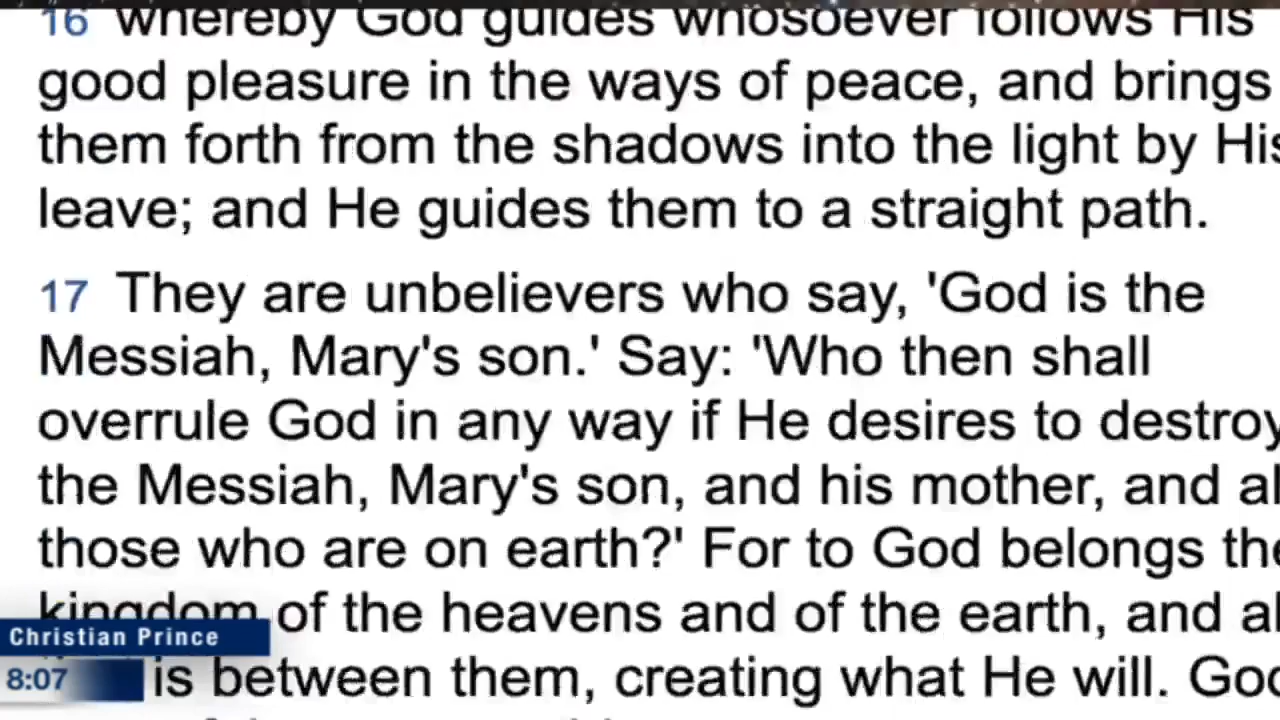 16 whereby God guides whosoever follows His
good pleasure in the ways of peace, and brings
them forth from the shadows into the light by His
leave; and He guides them to a straight path.
17 They are unbelievers who say, 'God is the
Messiah, Mary's son.' Say: 'Who then shall
overrule God in any way if He desires to destroy
the Messiah, Mary's son, and his mother, and al
those who are on earth?' For to God belongs the
kingdom of the heavens and of the earth, and al
Christian Prince
8:07
is between them, creating what He will. God